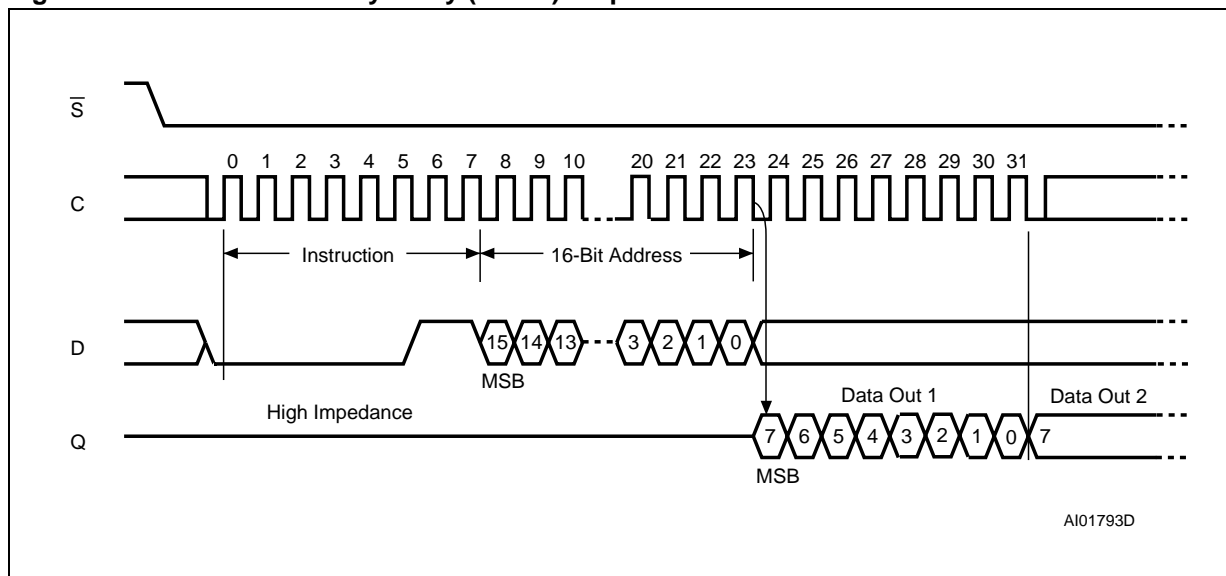 S
0 1 2 3 4 5 6 7 8 9 10 20 21 22 23 24 25 26 27 28 29 30 31
C
Instruction 16-Bit Address
D 15 14 13 3 2 1 0
MSB
High Impedance Data Out 1 Data Out 2
Q 7 6 5 4 3 2 1 0 7
MSB
AI01793D